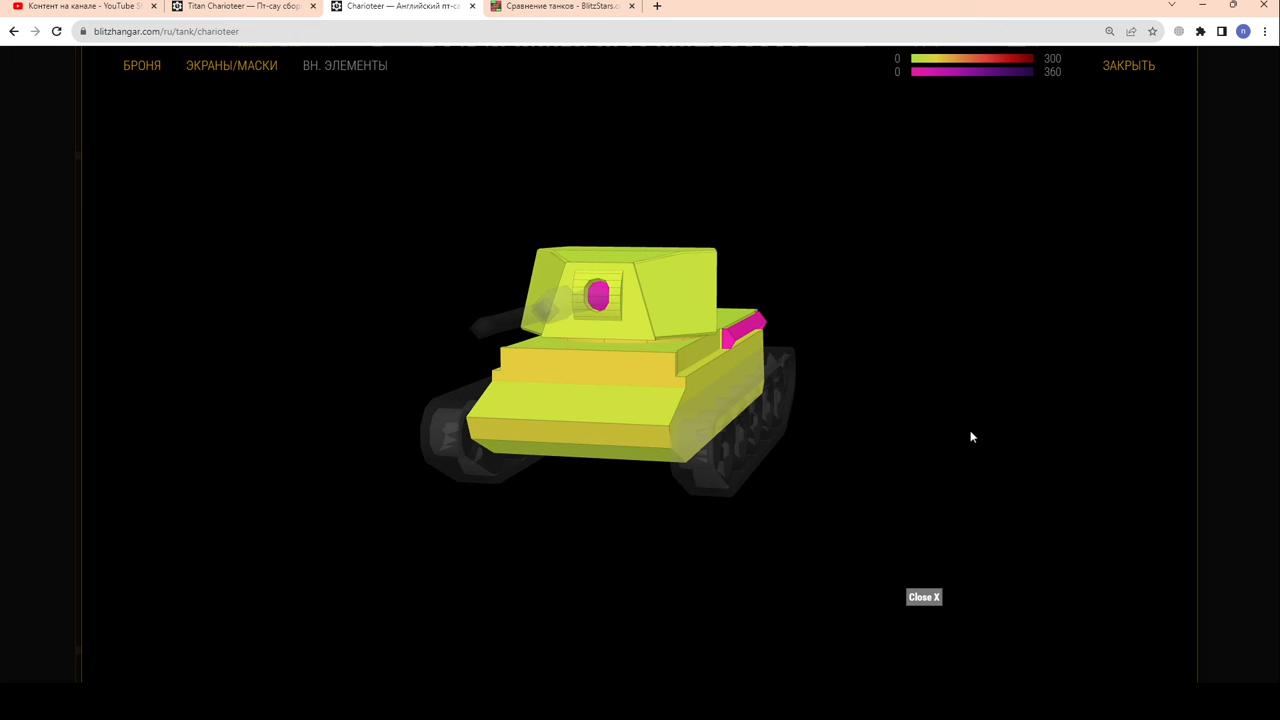 Контент на канале - YouTube S
Titan Charioteer — Пт-сау сбор
Charioteer — Английский пт-са
Сравнение танков - BlitzStars.c
blitzhangar.com/ru/tank/charioteer
п
БРОНЯ ЭКРАНЫ/МАСКИ ВН. ЭЛЕМЕНТЫ
0 300
0 360
ЗАКРЫТЬ
Close X